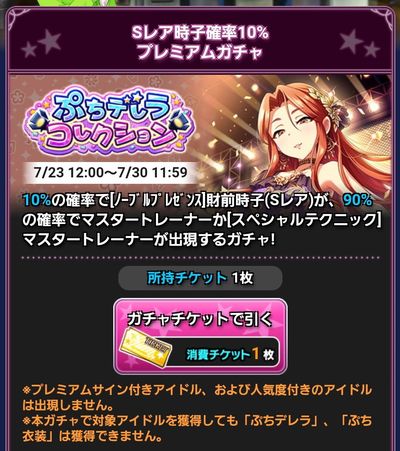 Sレア時子確率10%
プレミアムガチャ
ぷちデレラ
コレクション
7/23 12:00～7/30 11:59
10%の確率で[ﾉｰﾌﾞﾙﾌﾟﾚｾﾞﾝｽ]財前時子(Sレア)が、90%
の確率でマスタートレーナーか[スペシャルテクニック]
マスタートレーナーが出現するガチャ!
所持チケット 1枚
ガチャチケットで引く
消費チケット1枚
※プレミアムサイン付きアイドル、および人気度付きのアイドル
は出現しません。
※本ガチャで対象アイドルを獲得しても「ぷちデレラ」、「ぷち
衣装」は獲得できません。